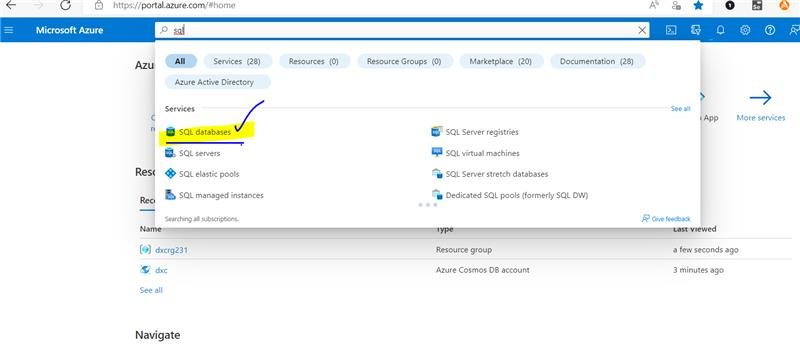 https://portal.azure.com/#home
Microsoft Azure
sql
All Services (28) Resources (0) Resource Groups (0) Marketplace (20) Documentation (28)
Azure Active Directory
Azu
Services See all
SQL databases SQL Server registries
SQL servers SQL virtual machines
SQL elastic pools SQL Server stretch databases
SQL managed instances Dedicated SQL pools (formerly SQL DW)
Searching all subscriptions. Give feedback
App More services
Reso
Rece
Name Type Last Viewed
dxcrg231 Resource group a few seconds ago
dxc Azure Cosmos DB account 3 minutes ago
See all
Navigate